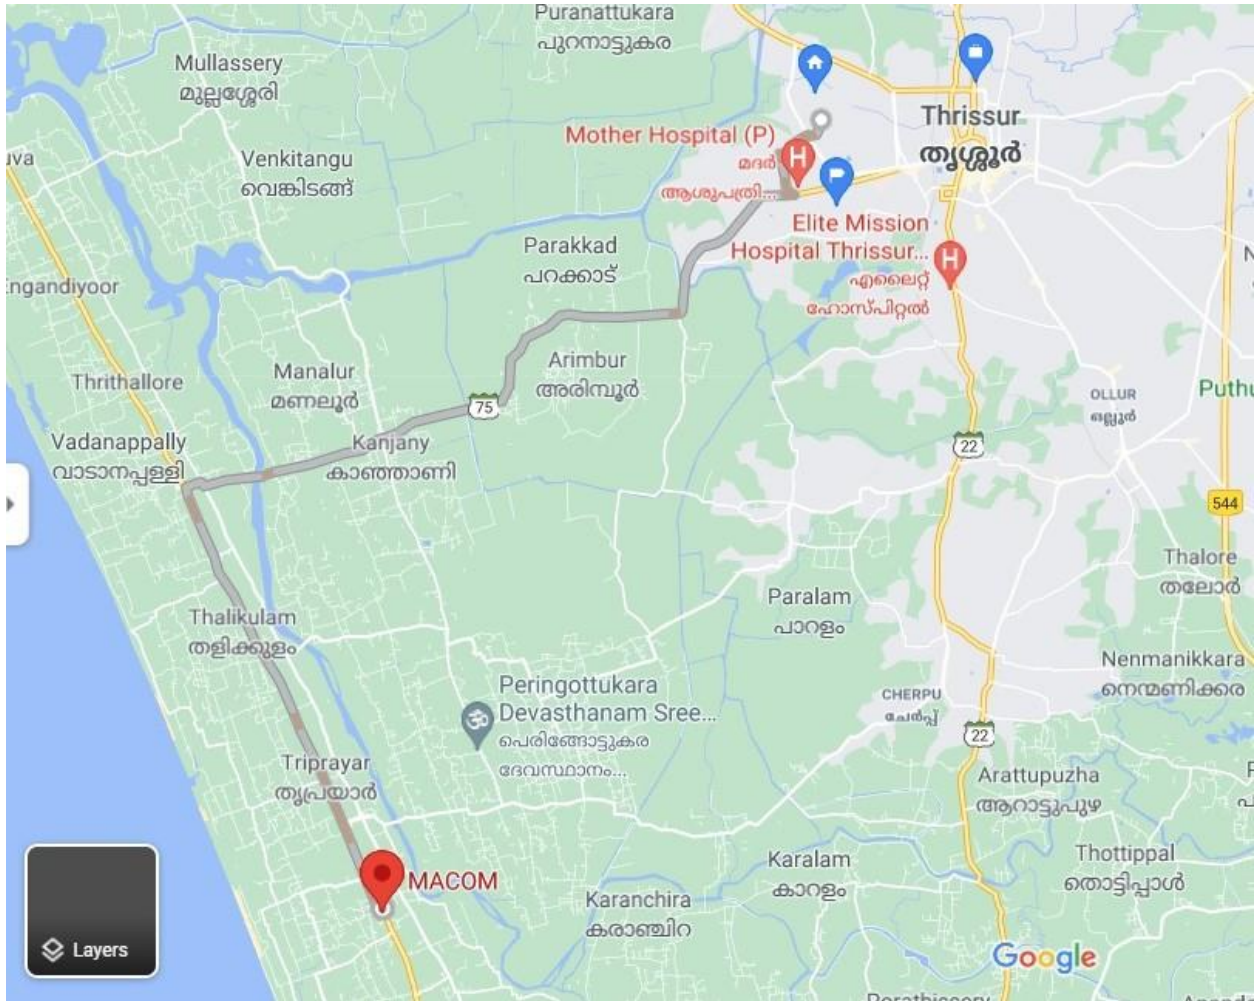 Puranattukara
പുറനാട്ടുകര
Mullassery
മുല്ലശ്ശേരി
Thrissur
തൃശ്ശൂർ
Mother Hospital (P)
മദർ
ആശുപത്രി...
uva
Venkitangu
വെങ്കിടങ്ങ്
Elite Mission
Hospital Thrissur...
എലൈറ്റ്
ഹോസ്പിറ്റൽ
Parakkad
പറക്കാട്
Engandiyoor
Arimbur
അരിമ്പൂർ
Manalur
മണലൂർ
Thrithallore
OLLUR
ഒല്ലൂർ
Puthu
75
Vadanappally
വാടാനപ്പള്ളി
Kanjany
കാഞ്ഞാണി
22
544
Thalore
തലോർ
Paralam
പാറളം
Thalikulam
തളിക്കുളം
Nenmanikkara
നെന്മണിക്കര
Peringottukara
Devasthanam Sree...
പെരിങ്ങോട്ടുകര
ദേവസ്ഥാനം...
CHERPU
ചേർപ്പ്
22
Triprayar
തൃപ്രയാർ
Arattupuzha
ആറാട്ടുപുഴ
MACOM
Karalam
കാറളം
Thottippal
തൊട്ടിപ്പാൾ
Karanchira
കരാഞ്ചിറ
Layers
Google